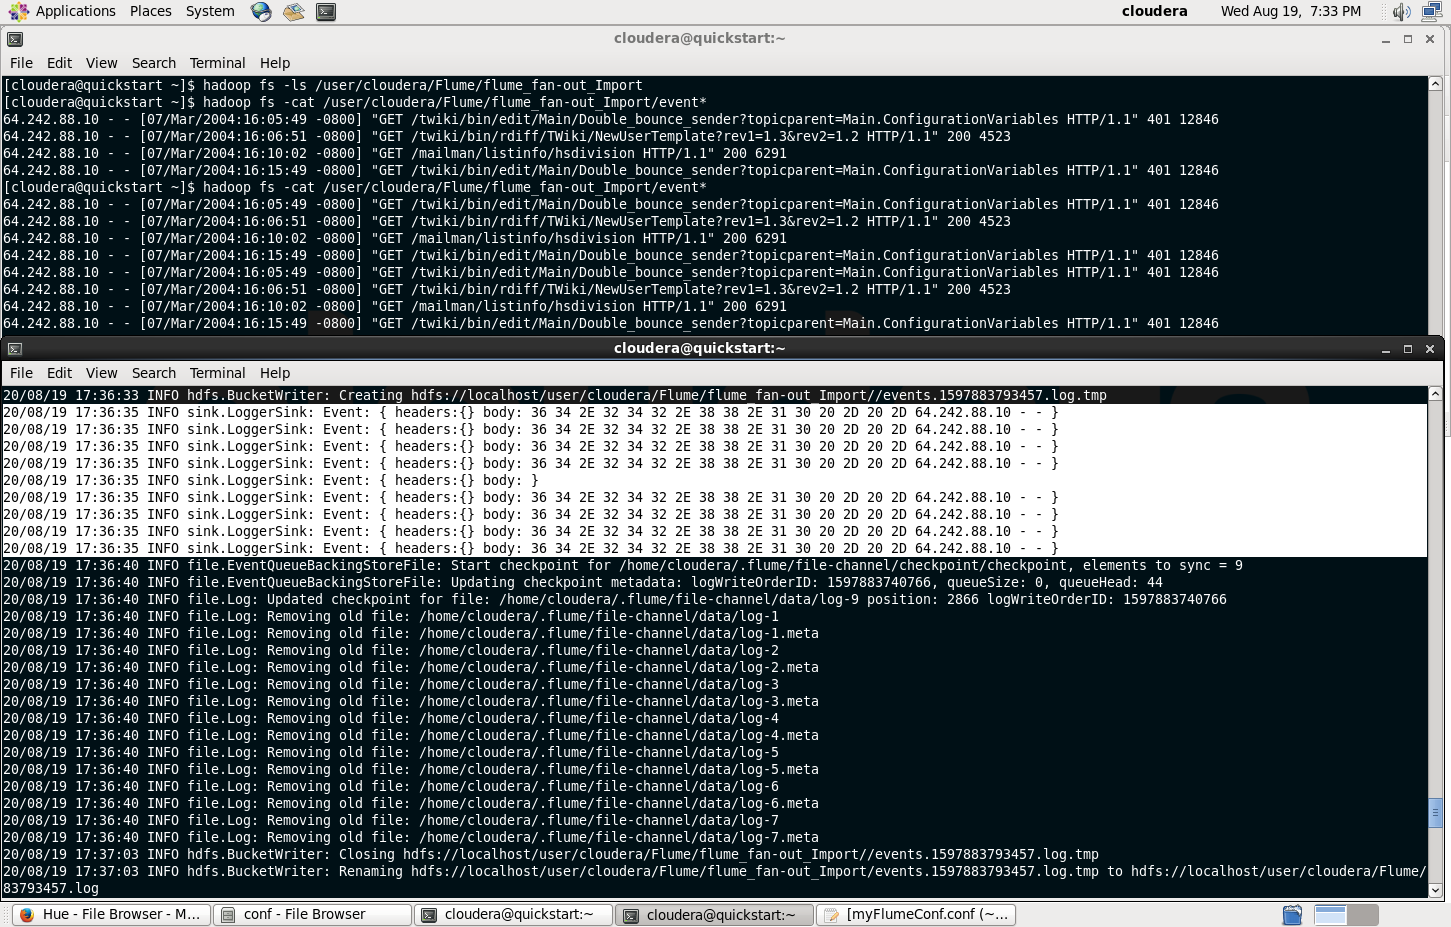 Applications Places System cloudera Wed Aug 19, 7:33 PM
cloudera@quickstart:~
File Edit View Search Terminal Help
[cloudera@quickstart ~]$ hadoop fs -ls /user/cloudera/Flume/flume_fan-out_Import
[cloudera@quickstart ~]$ hadoop fs -cat /user/cloudera/Flume/flume_fan-out_Import/event*
64.242.88.10 - - [07/Mar/2004:16:05:49 -0800] "GET /twiki/bin/edit/Main/Double_bounce_sender?topicparent=Main.ConfigurationVariables HTTP/1.1" 401 12846
64.242.88.10 - - [07/Mar/2004:16:06:51 -0800] "GET /twiki/bin/rdiff/TWiki/NewUserTemplate?rev1=1.3&rev2=1.2 HTTP/1.1" 200 4523
64.242.88.10 - - [07/Mar/2004:16:10:02 -0800] "GET /mailman/listinfo/hsdivision HTTP/1.1" 200 6291
64.242.88.10 - - [07/Mar/2004:16:15:49 -0800] "GET /twiki/bin/edit/Main/Double_bounce_sender?topicparent=Main.ConfigurationVariables HTTP/1.1" 401 12846
[cloudera@quickstart ~]$ hadoop fs -cat /user/cloudera/Flume/flume_fan-out_Import/event*
64.242.88.10 - - [07/Mar/2004:16:05:49 -0800] "GET /twiki/bin/edit/Main/Double_bounce_sender?topicparent=Main.ConfigurationVariables HTTP/1.1" 401 12846
64.242.88.10 - - [07/Mar/2004:16:06:51 -0800] "GET /twiki/bin/rdiff/TWiki/NewUserTemplate?rev1=1.3&rev2=1.2 HTTP/1.1" 200 4523
64.242.88.10 - - [07/Mar/2004:16:10:02 -0800] "GET /mailman/listinfo/hsdivision HTTP/1.1" 200 6291
64.242.88.10 - - [07/Mar/2004:16:15:49 -0800] "GET /twiki/bin/edit/Main/Double_bounce_sender?topicparent=Main.ConfigurationVariables HTTP/1.1" 401 12846
64.242.88.10 - - [07/Mar/2004:16:05:49 -0800] "GET /twiki/bin/edit/Main/Double_bounce_sender?topicparent=Main.ConfigurationVariables HTTP/1.1" 401 12846
64.242.88.10 - - [07/Mar/2004:16:06:51 -0800] "GET /twiki/bin/rdiff/TWiki/NewUserTemplate?rev1=1.3&rev2=1.2 HTTP/1.1" 200 4523
64.242.88.10 - - [07/Mar/2004:16:10:02 -0800] "GET /mailman/listinfo/hsdivision HTTP/1.1" 200 6291
64.242.88.10 - - [07/Mar/2004:16:15:49 -0800] "GET /twiki/bin/edit/Main/Double_bounce_sender?topicparent=Main.ConfigurationVariables HTTP/1.1" 401 12846
cloudera@quickstart:~
File Edit View Search Terminal Help
20/08/19 17:36:33 INFO hdfs.BucketWriter: Creating hdfs://localhost/user/cloudera/Flume/flume_fan-out_Import//events.1597883793457.log.tmp
20/08/19 17:36:35 INFO sink.LoggerSink: Event: { headers:{} body: 36 34 2E 32 34 32 2E 38 38 2E 31 30 20 2D 20 2D 64.242.88.10 - - }
20/08/19 17:36:35 INFO sink.LoggerSink: Event: { headers:{} body: 36 34 2E 32 34 32 2E 38 38 2E 31 30 20 2D 20 2D 64.242.88.10 - - }
20/08/19 17:36:35 INFO sink.LoggerSink: Event: { headers:{} body: 36 34 2E 32 34 32 2E 38 38 2E 31 30 20 2D 20 2D 64.242.88.10 - - }
20/08/19 17:36:35 INFO sink.LoggerSink: Event: { headers:{} body: 36 34 2E 32 34 32 2E 38 38 2E 31 30 20 2D 20 2D 64.242.88.10 - - }
20/08/19 17:36:35 INFO sink.LoggerSink: Event: { headers:{} body: }
20/08/19 17:36:35 INFO sink.LoggerSink: Event: { headers:{} body: 36 34 2E 32 34 32 2E 38 38 2E 31 30 20 2D 20 2D 64.242.88.10 - - }
20/08/19 17:36:35 INFO sink.LoggerSink: Event: { headers:{} body: 36 34 2E 32 34 32 2E 38 38 2E 31 30 20 2D 20 2D 64.242.88.10 - - }
20/08/19 17:36:35 INFO sink.LoggerSink: Event: { headers:{} body: 36 34 2E 32 34 32 2E 38 38 2E 31 30 20 2D 20 2D 64.242.88.10 - - }
20/08/19 17:36:35 INFO sink.LoggerSink: Event: { headers:{} body: 36 34 2E 32 34 32 2E 38 38 2E 31 30 20 2D 20 2D 64.242.88.10 - - }
20/08/19 17:36:40 INFO file.EventQueueBackingStoreFile: Start checkpoint for /home/cloudera/.flume/file-channel/checkpoint/checkpoint, elements to sync = 9
20/08/19 17:36:40 INFO file.EventQueueBackingStoreFile: Updating checkpoint metadata: logWriteOrderID: 1597883740766, queueSize: 0, queueHead: 44
20/08/19 17:36:40 INFO file.Log: Updated checkpoint for file: /home/cloudera/.flume/file-channel/data/log-9 position: 2866 logWriteOrderID: 1597883740766
20/08/19 17:36:40 INFO file.Log: Removing old file: /home/cloudera/.flume/file-channel/data/log-1
20/08/19 17:36:40 INFO file.Log: Removing old file: /home/cloudera/.flume/file-channel/data/log-1.meta
20/08/19 17:36:40 INFO file.Log: Removing old file: /home/cloudera/.flume/file-channel/data/log-2
20/08/19 17:36:40 INFO file.Log: Removing old file: /home/cloudera/.flume/file-channel/data/log-2.meta
20/08/19 17:36:40 INFO file.Log: Removing old file: /home/cloudera/.flume/file-channel/data/log-3
20/08/19 17:36:40 INFO file.Log: Removing old file: /home/cloudera/.flume/file-channel/data/log-3.meta
20/08/19 17:36:40 INFO file.Log: Removing old file: /home/cloudera/.flume/file-channel/data/log-4
20/08/19 17:36:40 INFO file.Log: Removing old file: /home/cloudera/.flume/file-channel/data/log-4.meta
20/08/19 17:36:40 INFO file.Log: Removing old file: /home/cloudera/.flume/file-channel/data/log-5
20/08/19 17:36:40 INFO file.Log: Removing old file: /home/cloudera/.flume/file-channel/data/log-5.meta
20/08/19 17:36:40 INFO file.Log: Removing old file: /home/cloudera/.flume/file-channel/data/log-6
20/08/19 17:36:40 INFO file.Log: Removing old file: /home/cloudera/.flume/file-channel/data/log-6.meta
20/08/19 17:36:40 INFO file.Log: Removing old file: /home/cloudera/.flume/file-channel/data/log-7
20/08/19 17:36:40 INFO file.Log: Removing old file: /home/cloudera/.flume/file-channel/data/log-7.meta
20/08/19 17:37:03 INFO hdfs.BucketWriter: Closing hdfs://localhost/user/cloudera/Flume/flume_fan-out_Import//events.1597883793457.log.tmp
20/08/19 17:37:03 INFO hdfs.BucketWriter: Renaming hdfs://localhost/user/cloudera/Flume/flume_fan-out_Import/events.1597883793457.log.tmp to hdfs://localhost/user/cloudera/Flume/
83793457.log
Hue - File Browser - M... conf - File Browser cloudera@quickstart:~ cloudera@quickstart:~ [myFlumeConf.conf (~...